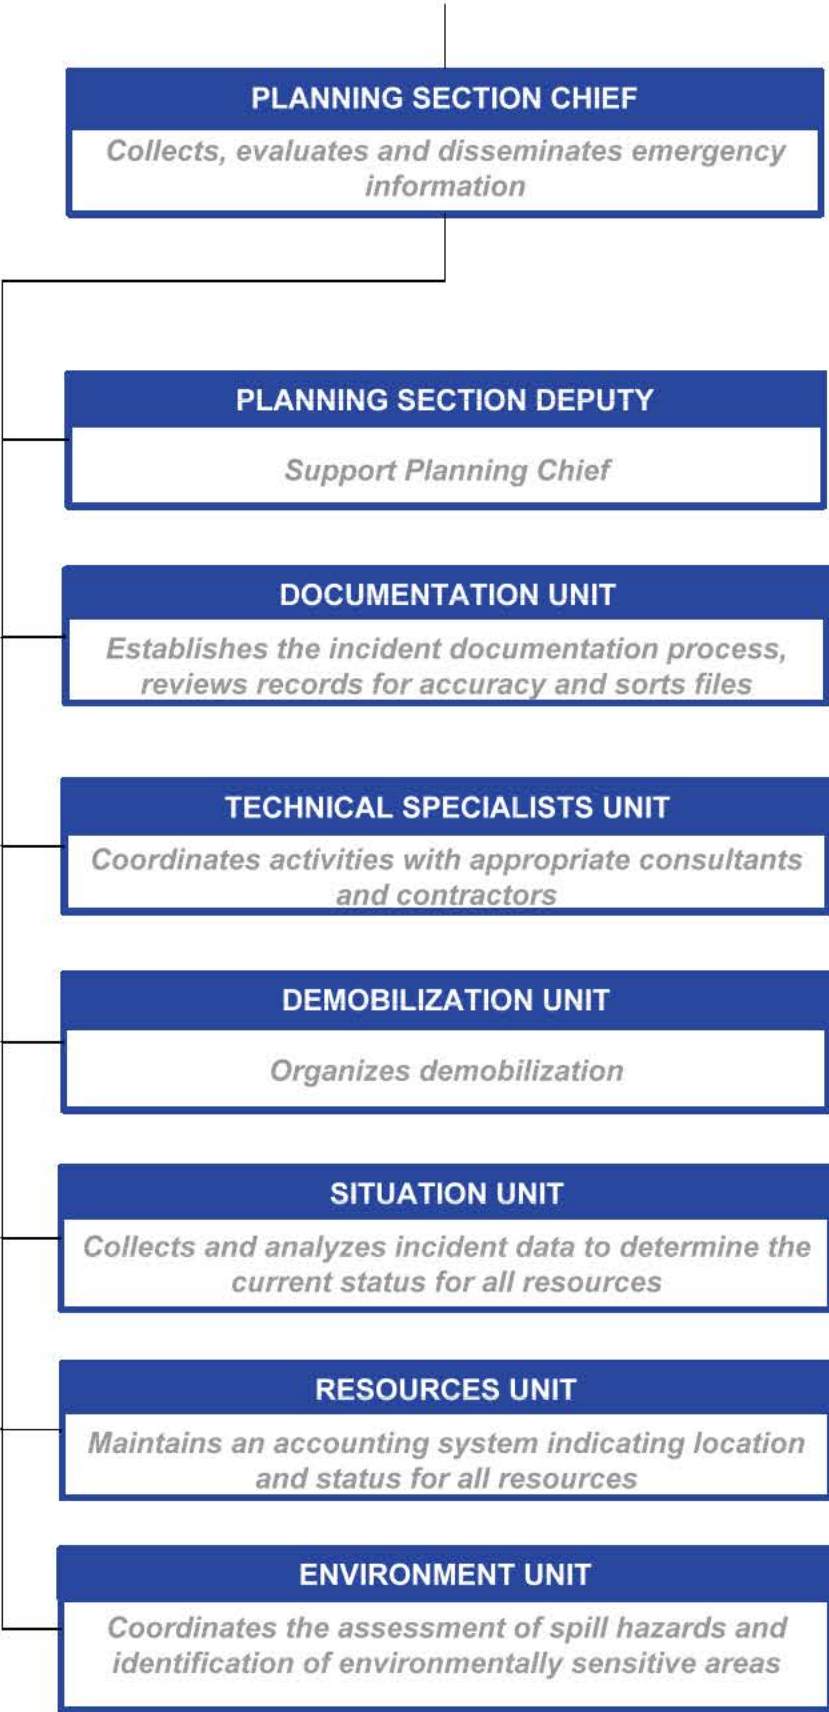 PLANNING SECTION CHIEF
Collects, evaluates and disseminates emergency
information
PLANNING SECTION DEPUTY
Support Planning Chief
DOCUMENTATION UNIT
Establishes the incident documentation process,
reviews records for accuracy and sorts files
TECHNICAL SPECIALISTS UNIT
Coordinates activities with appropriate consultants
and contractors
DEMOBILIZATION UNIT
Organizes demobilization
SITUATION UNIT
Collects and analyzes incident data to determine the
current status for all resources
RESOURCES UNIT
Maintains an accounting system indicating location
and status for all resources
ENVIRONMENT UNIT
Coordinates the assessment of spill hazards and
identification of environmentally sensitive areas